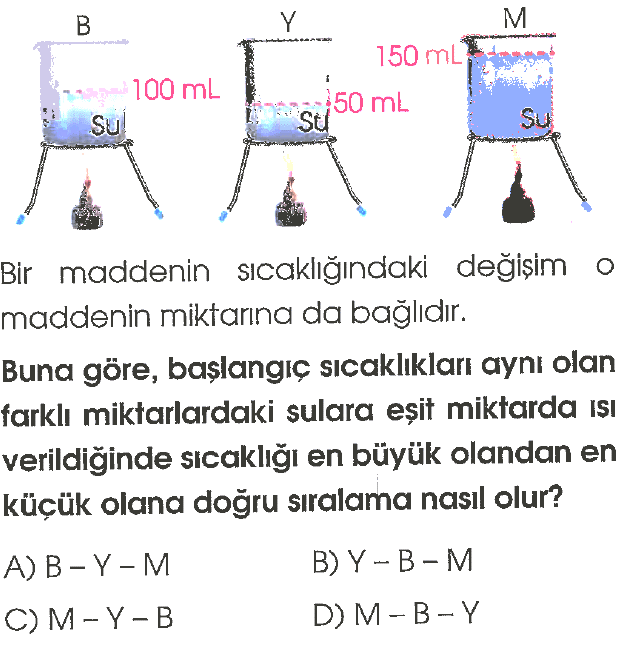 B Y M
100 mL 50 mL 150 mL
Su Su Su
Bir maddenin sıcaklığındaki değişim o
maddenin miktarına da bağlıdır.
Buna göre, başlangıç sıcaklıkları aynı olan
farklı miktarlardaki sulara eşit miktarda ısı
verildiğinde sıcaklığı en büyük olandan en
küçük olana doğru sıralama nasıl olur?
A) B – Y – M B) Y – B – M
C) M – Y – B D) M – B – Y